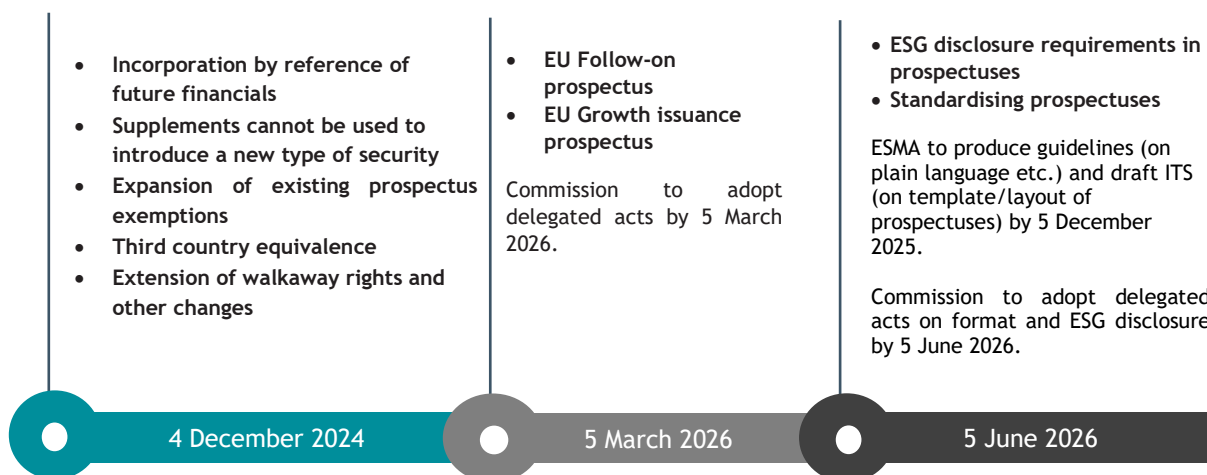 • Incorporation by reference of
future financials
• Supplements cannot be used to
introduce a new type of security
• Expansion of existing prospectus
exemptions
• Third country equivalence
• Extension of walkaway rights and
other changes
4 December 2024
• EU Follow-on
prospectus
• EU Growth issuance
prospectus
Commission to adopt
delegated acts by 5 March
2026.
5 March 2026
• ESG disclosure requirements in
prospectuses
• Standardising prospectuses
ESMA to produce guidelines (on
plain language etc.) and draft ITS
(on template/layout of
prospectuses) by 5 December
2025.
Commission to adopt delegated
acts on format and ESG disclosure
by 5 June 2026.
5 June 2026